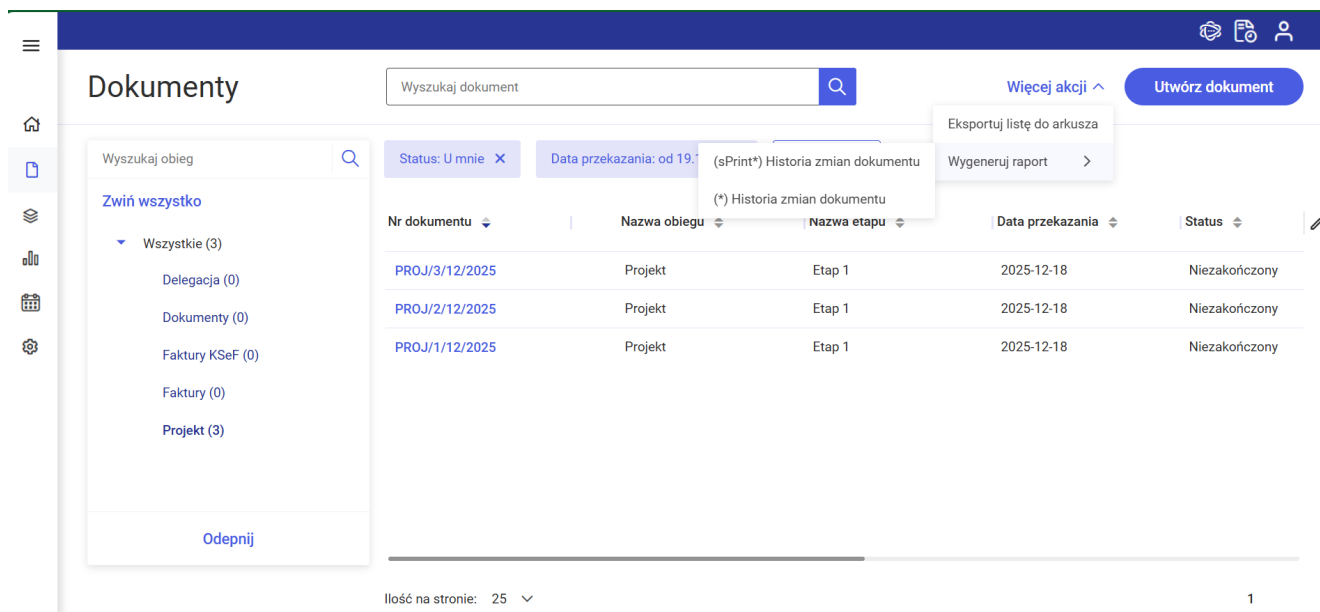 Dokumenty
Wyszukaj dokument
Więcej akcji
Utwórz dokument
Eksportuj listę do arkusza
Wygeneruj raport
(sPrint*) Historia zmian dokumentu
(*) Historia zmian dokumentu
Wyszukaj obieg
Zwiń wszystko
Wszystkie (3)
Delegacja (0)
Dokumenty (0)
Faktury KSeF (0)
Faktury (0)
Projekt (3)
Odepnij
Status: U mnie
Data przekazania: od 19.1
Nr dokumentu Nazwa obiegu Nazwa etapu Data przekazania Status
PROJ/3/12/2025 Projekt Etap 1 2025-12-18 Niezakończony
PROJ/2/12/2025 Projekt Etap 1 2025-12-18 Niezakończony
PROJ/1/12/2025 Projekt Etap 1 2025-12-18 Niezakończony
Ilość na stronie: 25
1